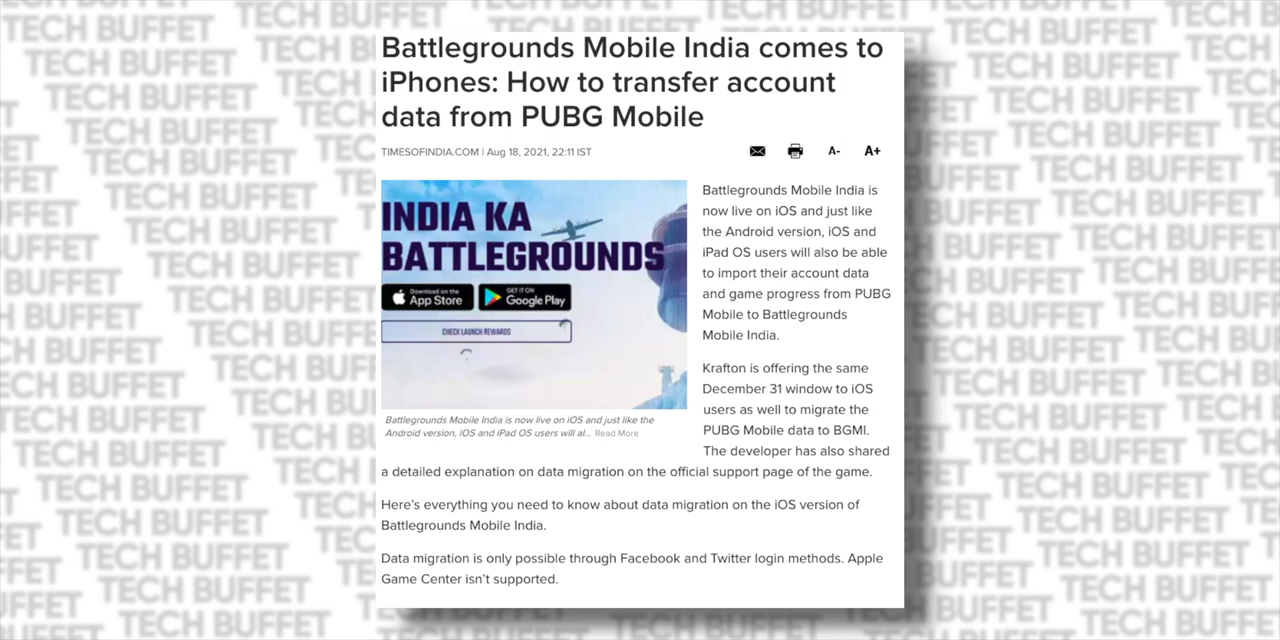 Battlegrounds Mobile India comes to
iPhones: How to transfer account
data from PUBG Mobile
TIMESOFINDIA.COM | Aug 18, 2021, 22:11 IST
A-
A+
INDIA KA
BATTLEGROUNDS
Download on the
App Store
GET IT ON
Google Play
CHECK LAUNCH REWARDS
Battlegrounds Mobile India is now live on iOS and just like the
Android version, iOS and iPad OS users will al... Read More
Battlegrounds Mobile India is
now live on iOS and just like
the Android version, iOS and
iPad OS users will also be able
to import their account data
and game progress from PUBG
Mobile to Battlegrounds
Mobile India.
Krafton is offering the same
December 31 window to iOS
users as well to migrate the
PUBG Mobile data to BGMI.
The developer has also shared
a detailed explanation on data migration on the official support page of the game.
Here's everything you need to know about data migration on the iOS version of
Battlegrounds Mobile India.
Data migration is only possible through Facebook and Twitter login methods. Apple
Game Center isn't supported.
TECH BUFFET